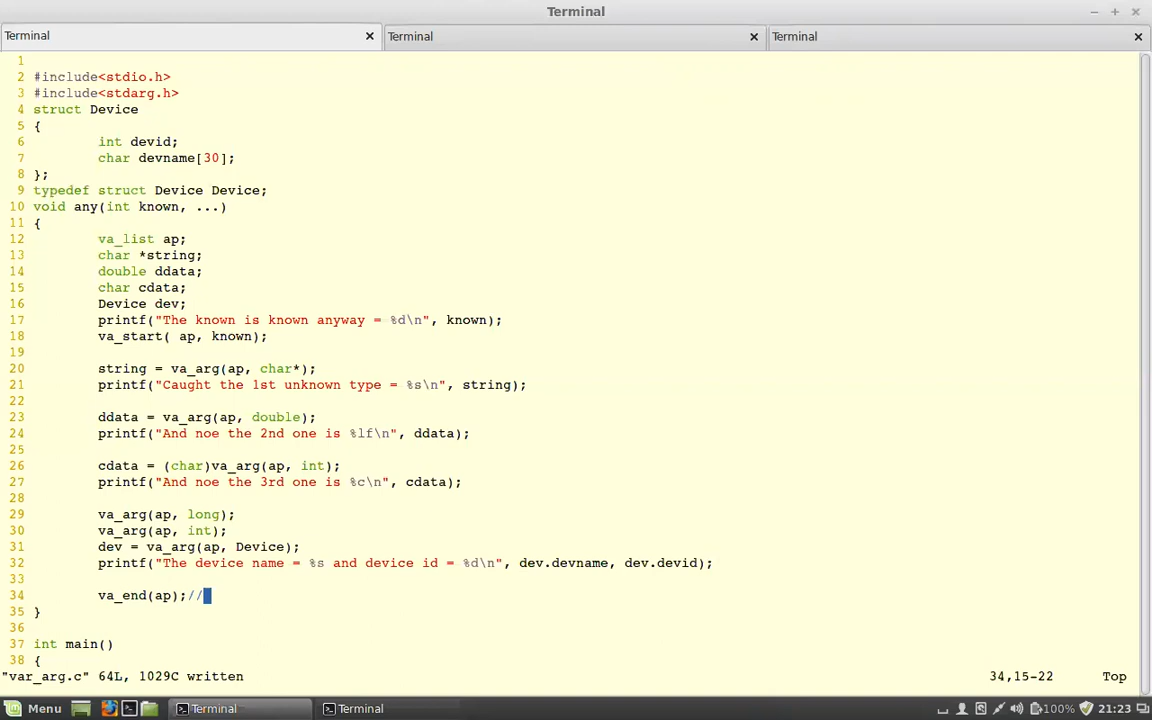 Terminal
Terminal
Terminal
Terminal
1
2 #include<stdio.h>
3 #include<stdarg.h>
4 struct Device
5 {
6 int devid;
7 char devname[30];
8 };
9 typedef struct Device Device;
10 void any(int known, ...)
11 {
12 va_list ap;
13 char *string;
14 double ddata;
15 char cdata;
16 Device dev;
17 printf("The known is known anyway = %d\n", known);
18 va_start( ap, known);
19
20 string = va_arg(ap, char*);
21 printf("Caught the 1st unknown type = %s\n", string);
22
23 ddata = va_arg(ap, double);
24 printf("And noe the 2nd one is %lf\n", ddata);
25
26 cdata = (char)va_arg(ap, int);
27 printf("And noe the 3rd one is %c\n", cdata);
28
29 va_arg(ap, long);
30 va_arg(ap, int);
31 dev = va_arg(ap, Device);
32 printf("The device name = %s and device id = %d\n", dev.devname, dev.devid);
33
34 va_end(ap);//
35 }
36
37 int main()
38 {
"var_arg.c" 64L, 1029C written 34,15-22 Top
Menu Terminal Terminal 100% 21:23